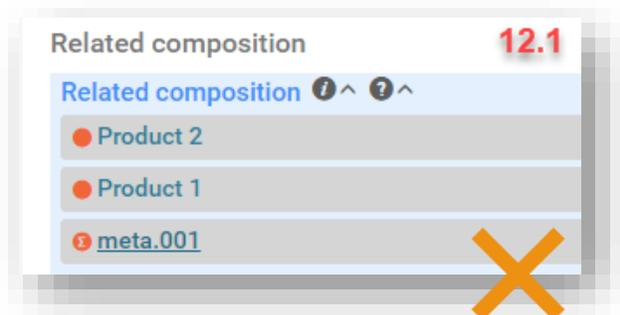 Related composition 12.1
Related composition
Product 2
Product 1
Σ meta.001